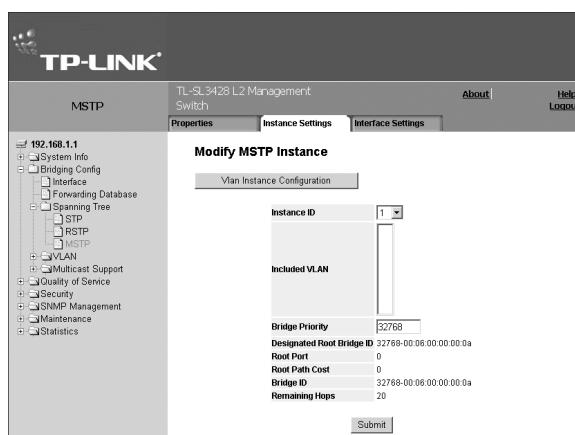 TP-LINK
MSTP
TL-SL3428 L2 Management
Switch
About
Help
Logou
Properties
Instance Settings
Interface Settings
192.168.1.1
System Info
Bridging Config
Interface
Forwarding Database
Spanning Tree
STP
RSTP
MSTP
VLAN
Multicast Support
Quality of Service
Security
SNMP Management
Maintenance
Statistics
Modify MSTP Instance
Vlan Instance Configuration
Instance ID 1
Included VLAN
Bridge Priority 32768
Designated Root Bridge ID 32768-00:06:00:00:00:0a
Root Port 0
Root Path Cost 0
Bridge ID 32768-00:06:00:00:00:0a
Remaining Hops 20
Submit